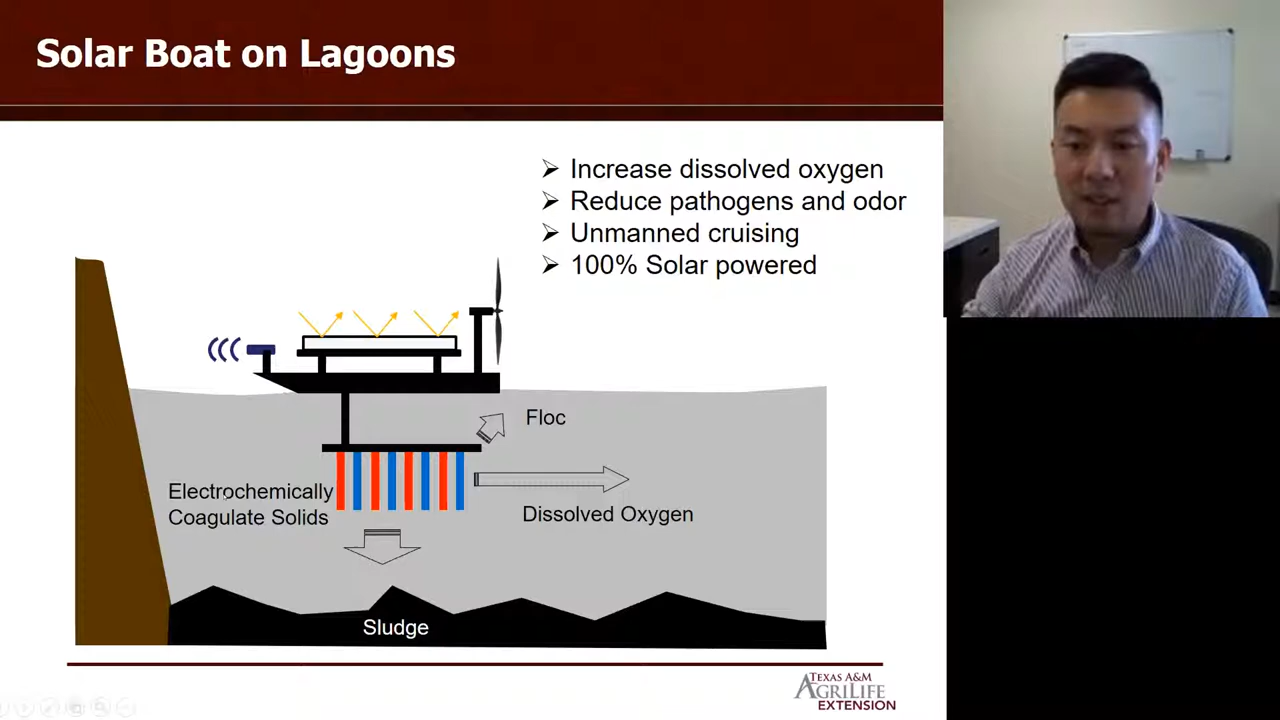 Solar Boat on Lagoons
Increase dissolved oxygen
Reduce pathogens and odor
Unmanned cruising
100% Solar powered
Floc
Electrochemically
Coagulate Solids
Dissolved Oxygen
Sludge
TEXAS A&M
AGRILIFE
EXTENSION